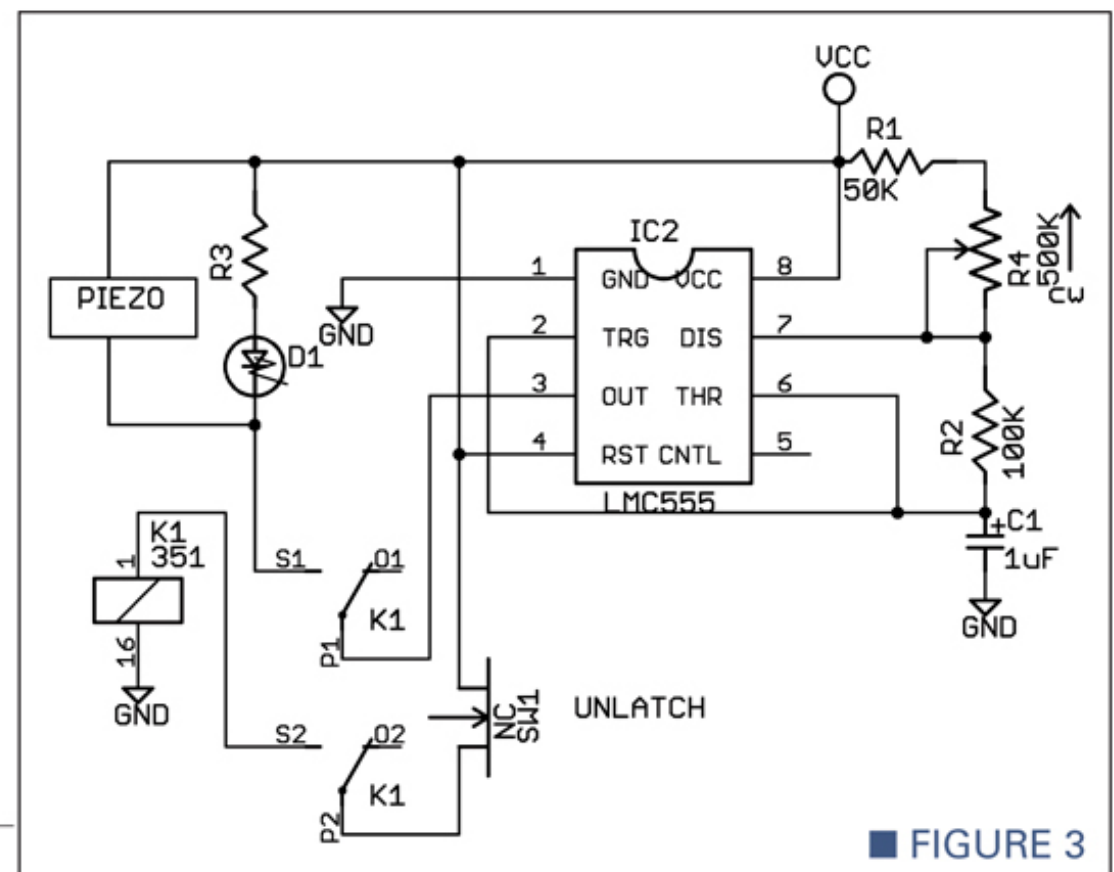 VCC
R1
50K
IC2
R3
PIEZO
1
GND
VCC
8
R4
500K
CW
GND
2
TRG
DIS
7
D1
3
OUT
THR
6
R2
100K
4
RST
CNTL
5
LMC555
+C1
1uF
GND
K1
351
1
16
GND
S1
O1
K1
P1
NC
SW1
UNLATCH
S2
O2
K1
P2
■ FIGURE 3